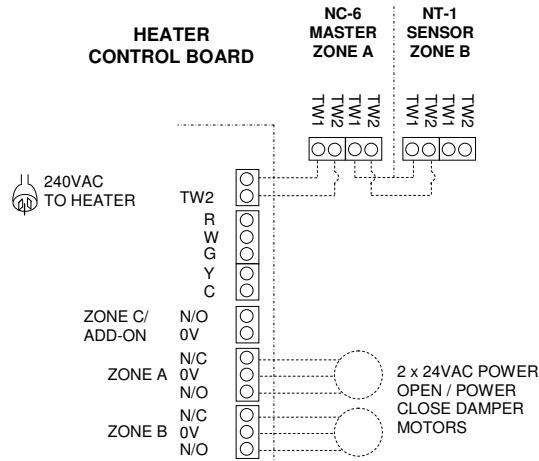 HEATER
CONTROL BOARD
NC-6
MASTER
ZONE A
NT-1
SENSOR
ZONE B
TW1
TW2
TW1
TW2
TW1
TW2
TW1
TW2
240VAC
TO HEATER
TW2
R
W
G
Y
C
ZONE C/
ADD-ON
N/O
0V
ZONE A
N/C
0V
N/O
ZONE B
N/C
0V
N/O
2 x 24VAC POWER
OPEN / POWER
CLOSE DAMPER
MOTORS